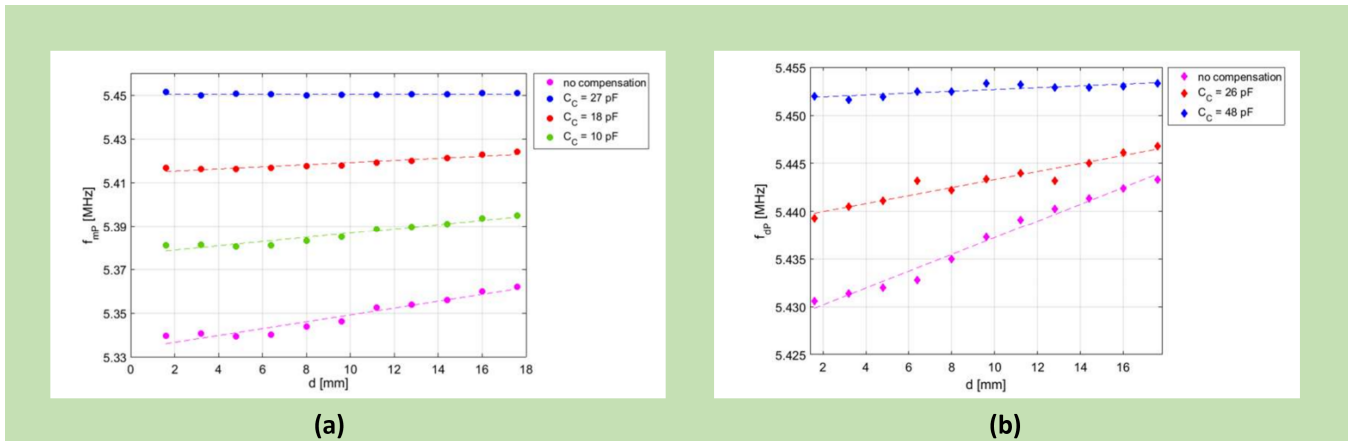 5.45
5.43
5.41
5.39
5.37
5.35
5.33
f_mP [MHz]
0 2 4 6 8 10 12 14 16 18
d [mm]
no compensation
C_C = 27 pF
C_C = 18 pF
C_C = 10 pF
(a)
5.455
5.450
5.445
5.440
5.435
5.430
5.425
f_dP [MHz]
2 4 6 8 10 12 14 16
d [mm]
no compensation
C_C = 26 pF
C_C = 48 pF
(b)